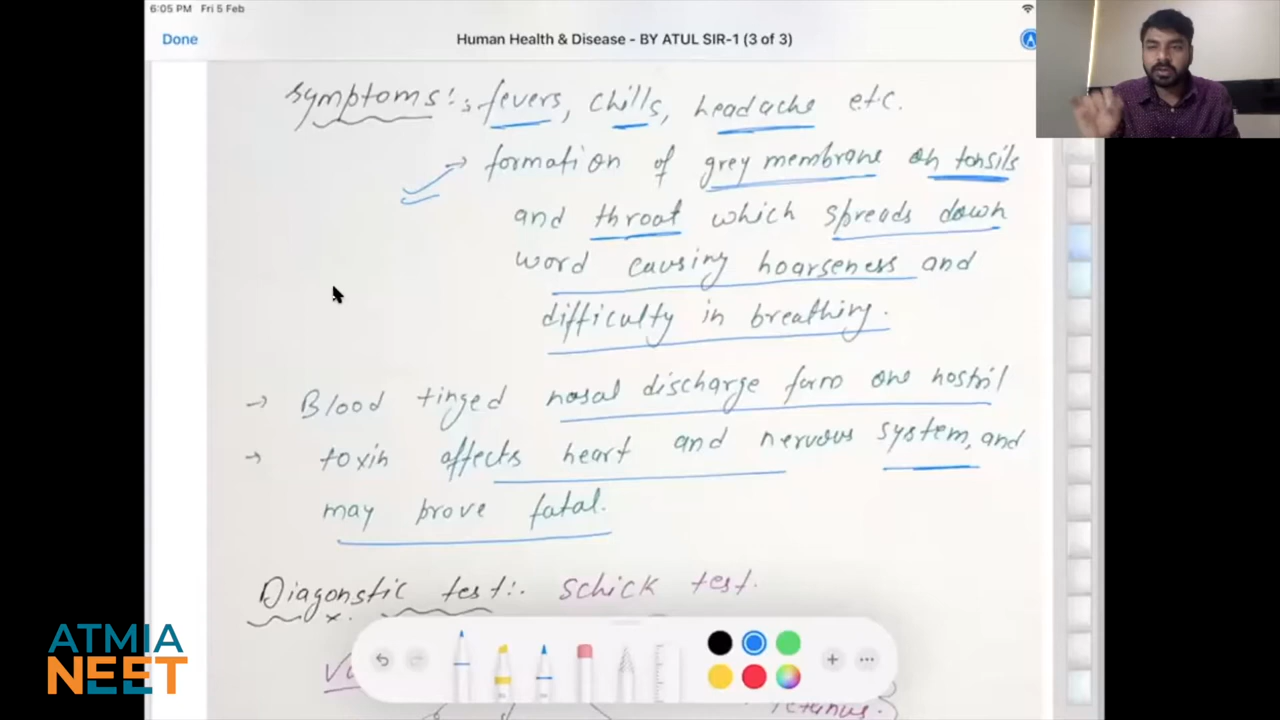 6:05 PM Fri 5 Feb
Done
Human Health & Disease - BY ATUL SIR-1 (3 of 3)
Symptoms:, fevers, chills, headache etc.
→ formation of grey membrane on tonsils
and throat which spreads down
word causing hoarseness and
difficulty in breathing.
→ Blood tinged nasal discharge form one nostril
→ toxin affects heart and nervous system, and
may prove fatal.
Diagonstic test:. Schick test.
Tetanus.
ATMIA
NEET